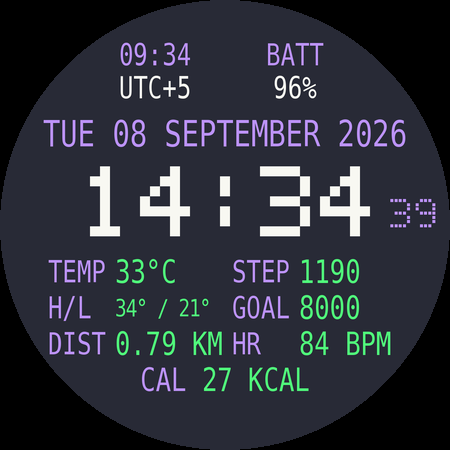 09:34 BATT
UTC+5 96%
TUE 08 SEPTEMBER 2026
14:34 39
TEMP 33°C STEP 1190
H/L 34° / 21° GOAL 8000
DIST 0.79 KM HR 84 BPM
CAL 27 KCAL